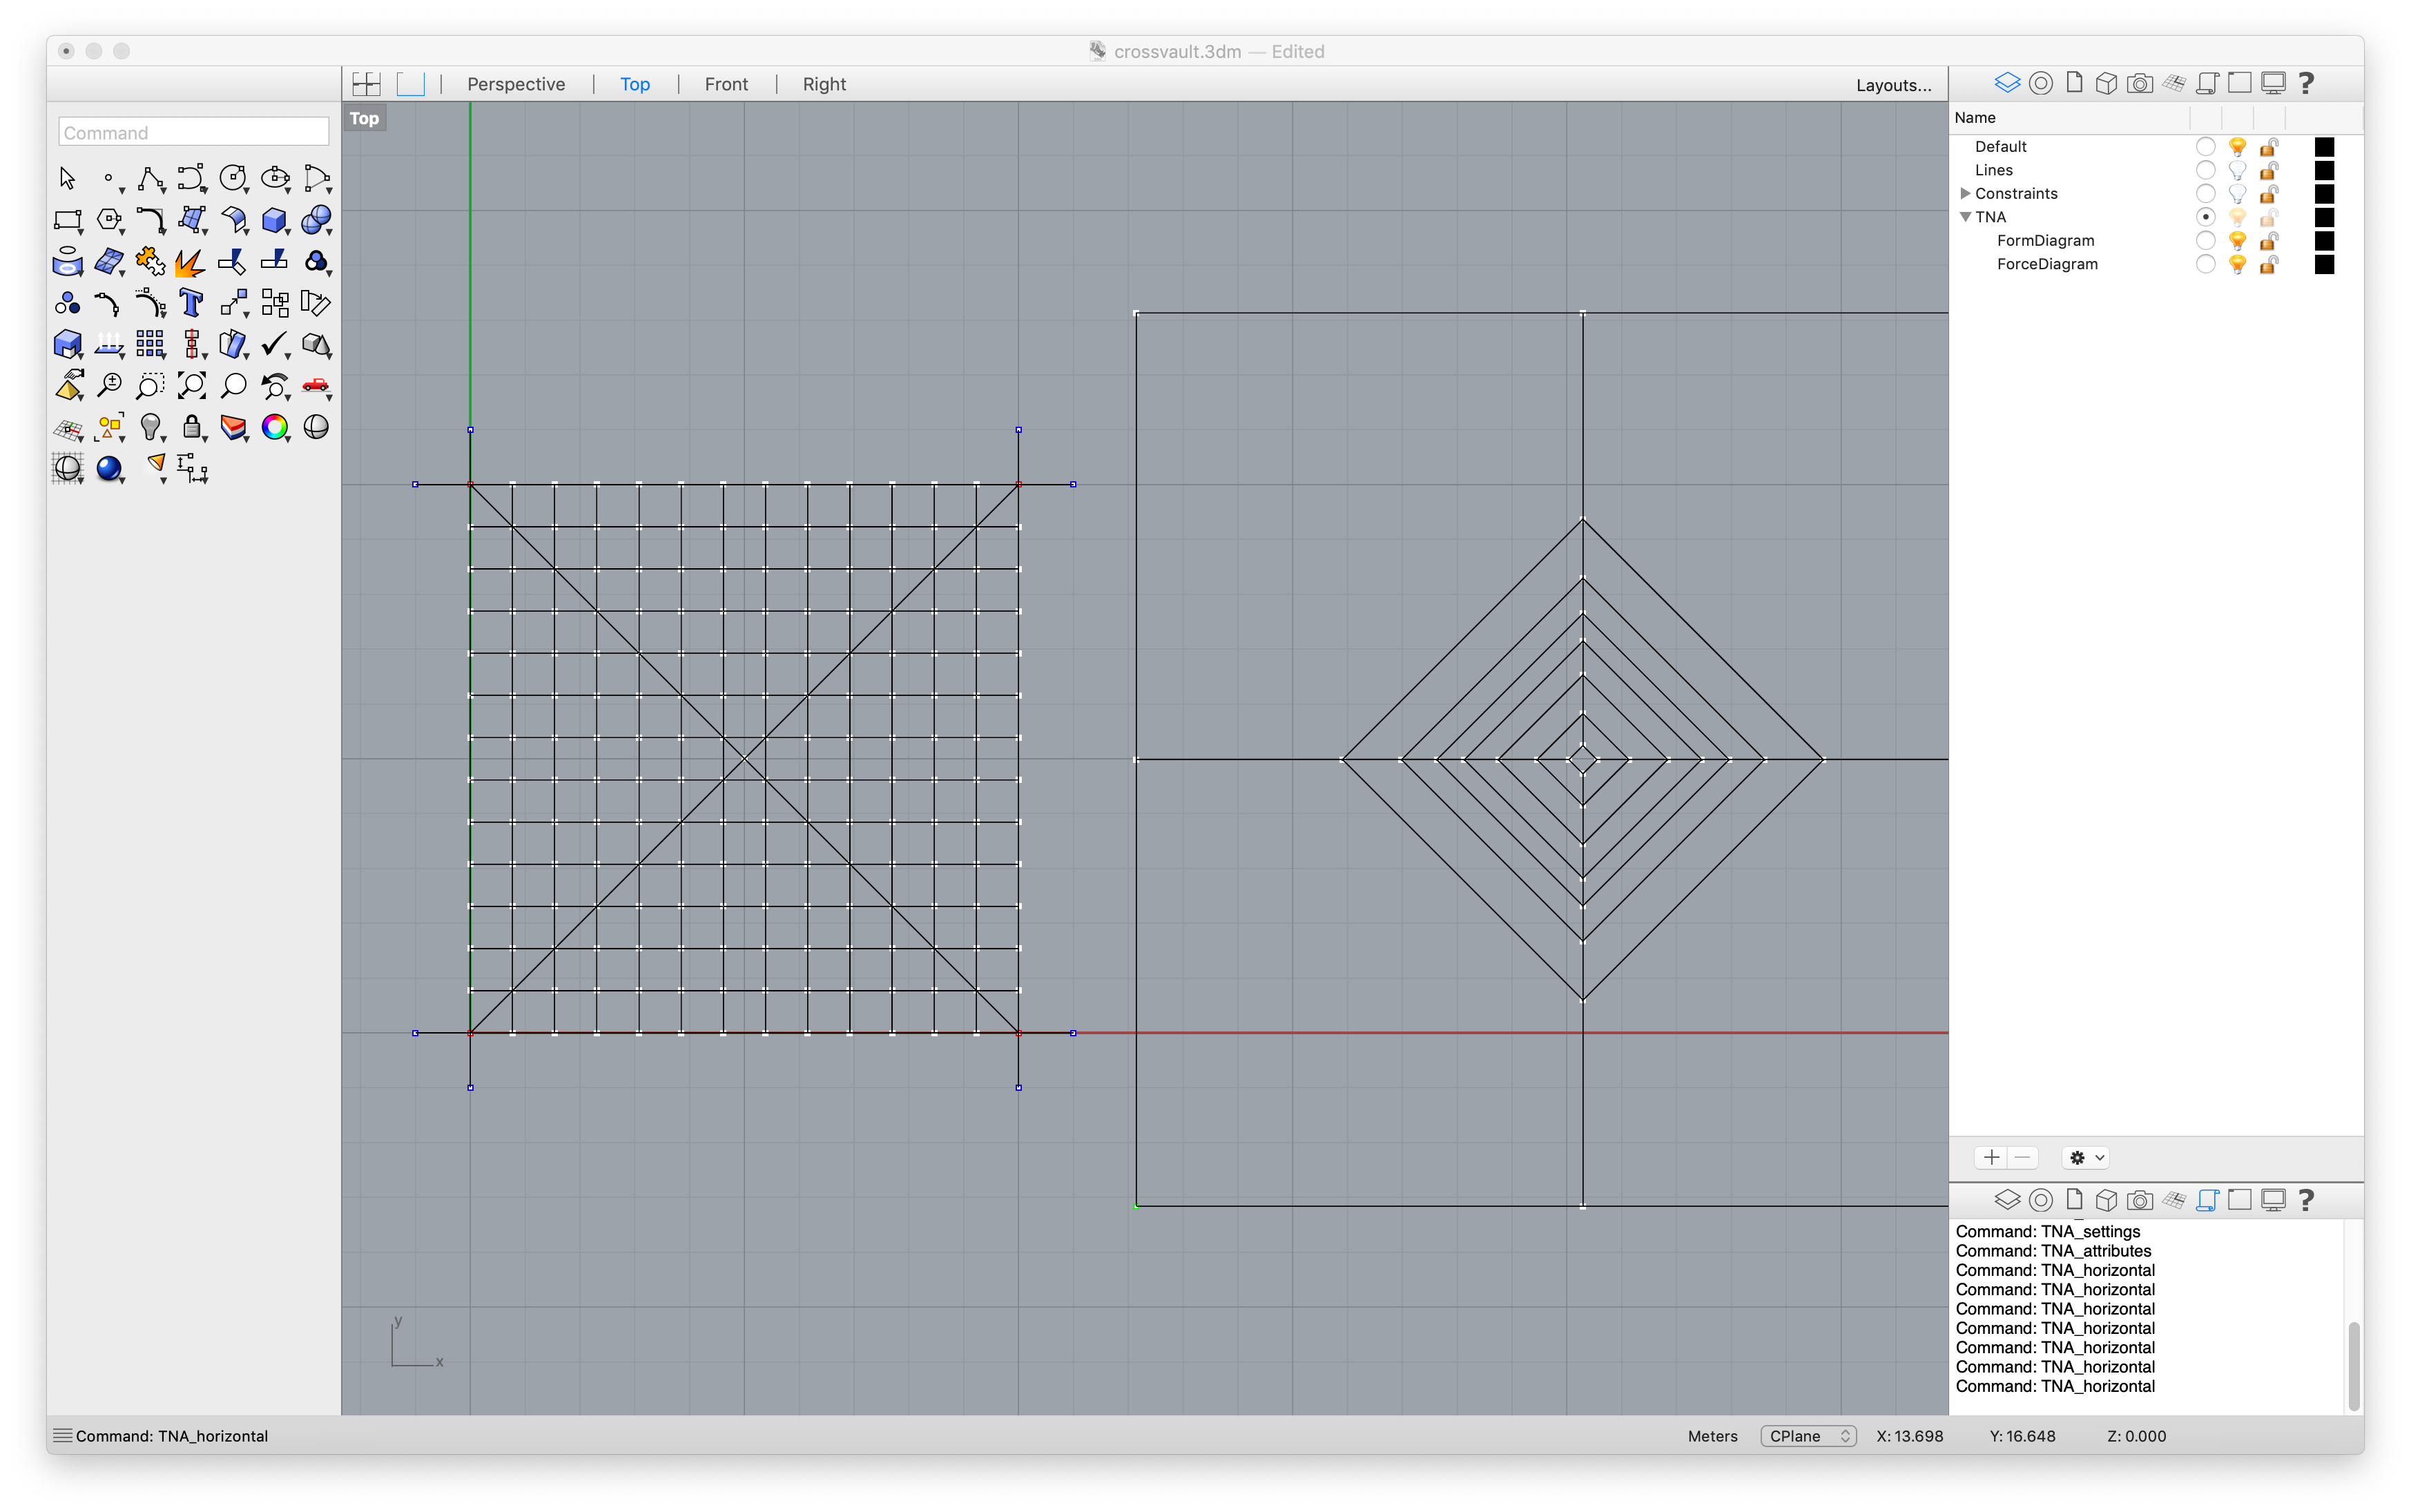 crossvault.3dm — Edited
Perspective
Top
Front
Right
Layouts...
Top
Command
Name
Default
Lines
Constraints
TNA
FormDiagram
ForceDiagram
y
x
Command: TNA_settings
Command: TNA_attributes
Command: TNA_horizontal
Command: TNA_horizontal
Command: TNA_horizontal
Command: TNA_horizontal
Command: TNA_horizontal
Command: TNA_horizontal
Command: TNA_horizontal
Command: TNA_horizontal
Meters
CPlane
X: 13.698
Y: 16.648
Z: 0.000